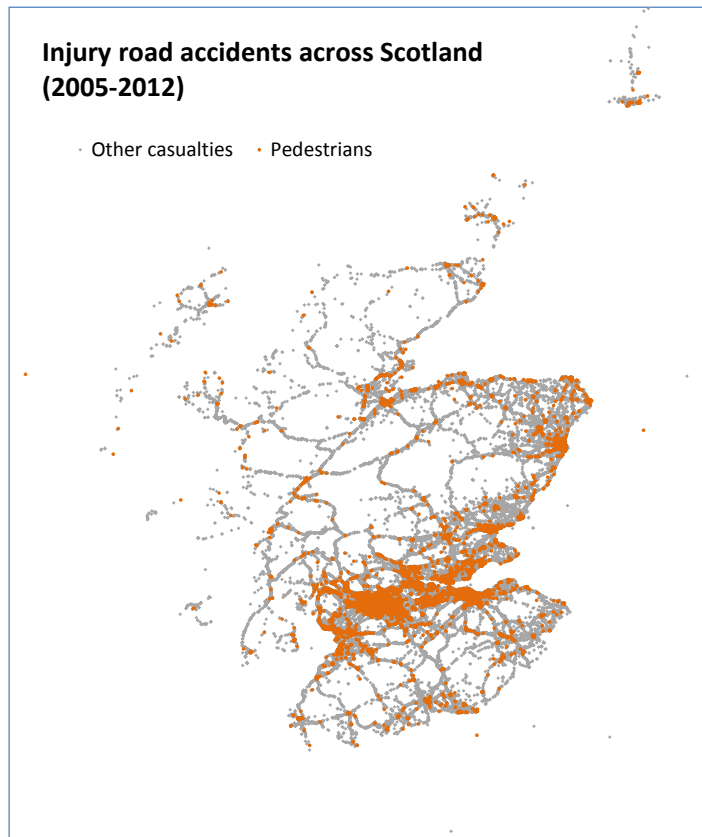 Injury road accidents across Scotland
(2005-2012)
Other casualties Pedestrians